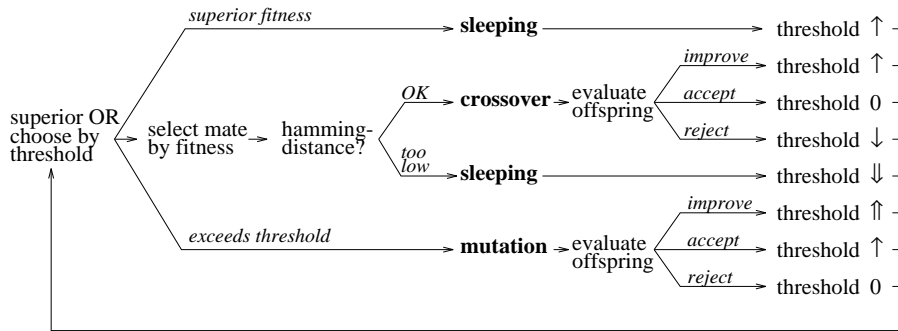 superior fitness
sleeping
threshold ⇑
improve
threshold ↑
OK
crossover
evaluate
offspring
accept
threshold 0
superior OR
choose by
threshold
select mate
by fitness
hamming-
distance?
reject
threshold ↓
too
low
sleeping
threshold ⇓
improve
threshold ⇑
exceeds threshold
mutation
evaluate
offspring
accept
threshold ↑
reject
threshold 0